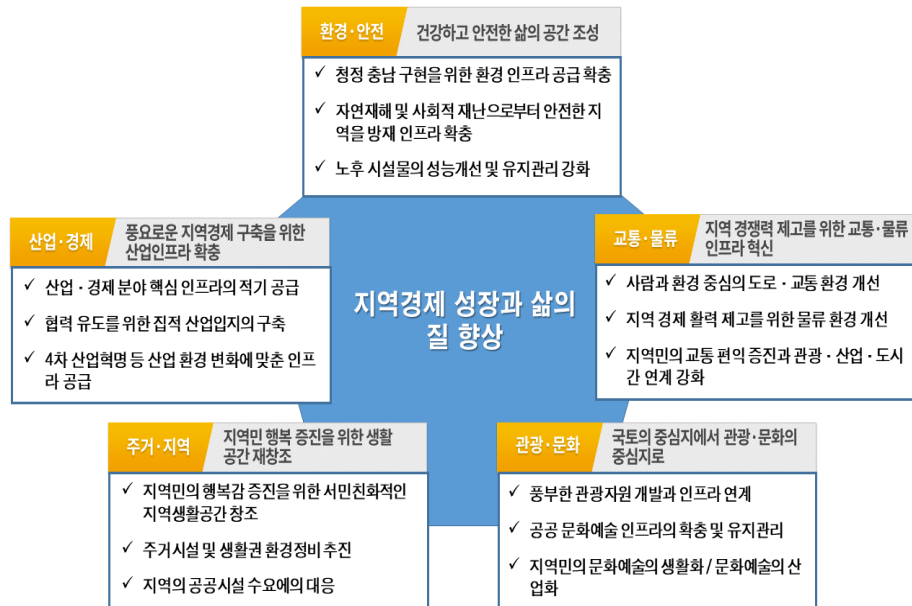 환경·안전
건강하고 안전한 삶의 공간 조성
✓ 청정 충남 구현을 위한 환경 인프라 공급 확충
✓ 자연재해 및 사회적 재난으로부터 안전한 지
역을 방재 인프라 확충
✓ 노후 시설물의 성능개선 및 유지관리 강화
산업·경제
풍요로운 지역경제 구축을 위한
산업인프라 확충
✓ 산업·경제 분야 핵심 인프라의 적기 공급
✓ 협력 유도를 위한 집적 산업입지의 구축
✓ 4차 산업혁명 등 산업 환경 변화에 맞춘 인프
라 공급
지역경제 성장과 삶의
질 향상
교통·물류
지역 경쟁력 제고를 위한 교통·물류
인프라 혁신
✓ 사람과 환경 중심의 도로·교통 환경 개선
✓ 지역 경제 활력 제고를 위한 물류 환경 개선
✓ 지역민의 교통 편익 증진과 관광·산업·도시
간 연계 강화
주거·지역
지역민 행복 증진을 위한 생활
공간 재창조
✓ 지역민의 행복감 증진을 위한 서민친화적인
지역생활공간 창조
✓ 주거시설 및 생활권 환경정비 추진
✓ 지역의 공공시설 수요에의 대응
관광·문화
국토의 중심지에서 관광·문화의
중심지로
✓ 풍부한 관광자원 개발과 인프라 연계
✓ 공공 문화예술 인프라의 확충 및 유지관리
✓ 지역민의 문화예술의 생활화 / 문화예술의 산
업화